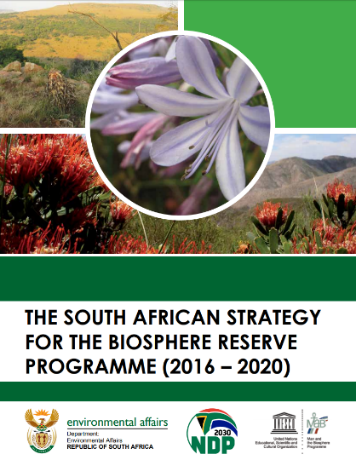 THE SOUTH AFRICAN STRATEGY
FOR THE BIOSPHERE RESERVE
PROGRAMME (2016 – 2020)
environmental affairs
Department:
Environmental Affairs
REPUBLIC OF SOUTH AFRICA
2030
NDP
United Nations
Educational, Scientific and
Cultural Organization
MaB
Man and
the Biosphere
Programme